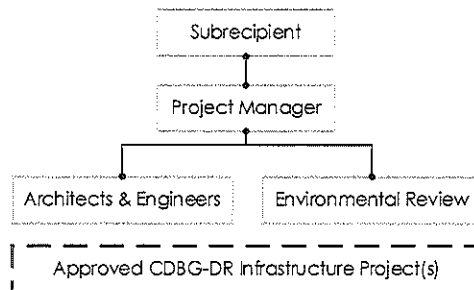 Subrecipient
Project Manager
Architects & Engineers
Environmental Review
Approved CDBG-DR Infrastructure Project(s)